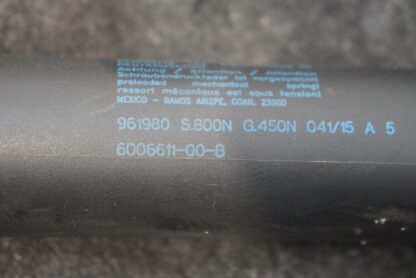 Achtung / Attention / Attention
Schraubendruckfeder teil vorgespannt!
preloaded mechanical spring!
ressort mécanique est sous tension!
MEXICO - RAMOS ARIZPE, COAH. 25900
961980 S.800N G.450N 041/15 A 5
6006611-00-B